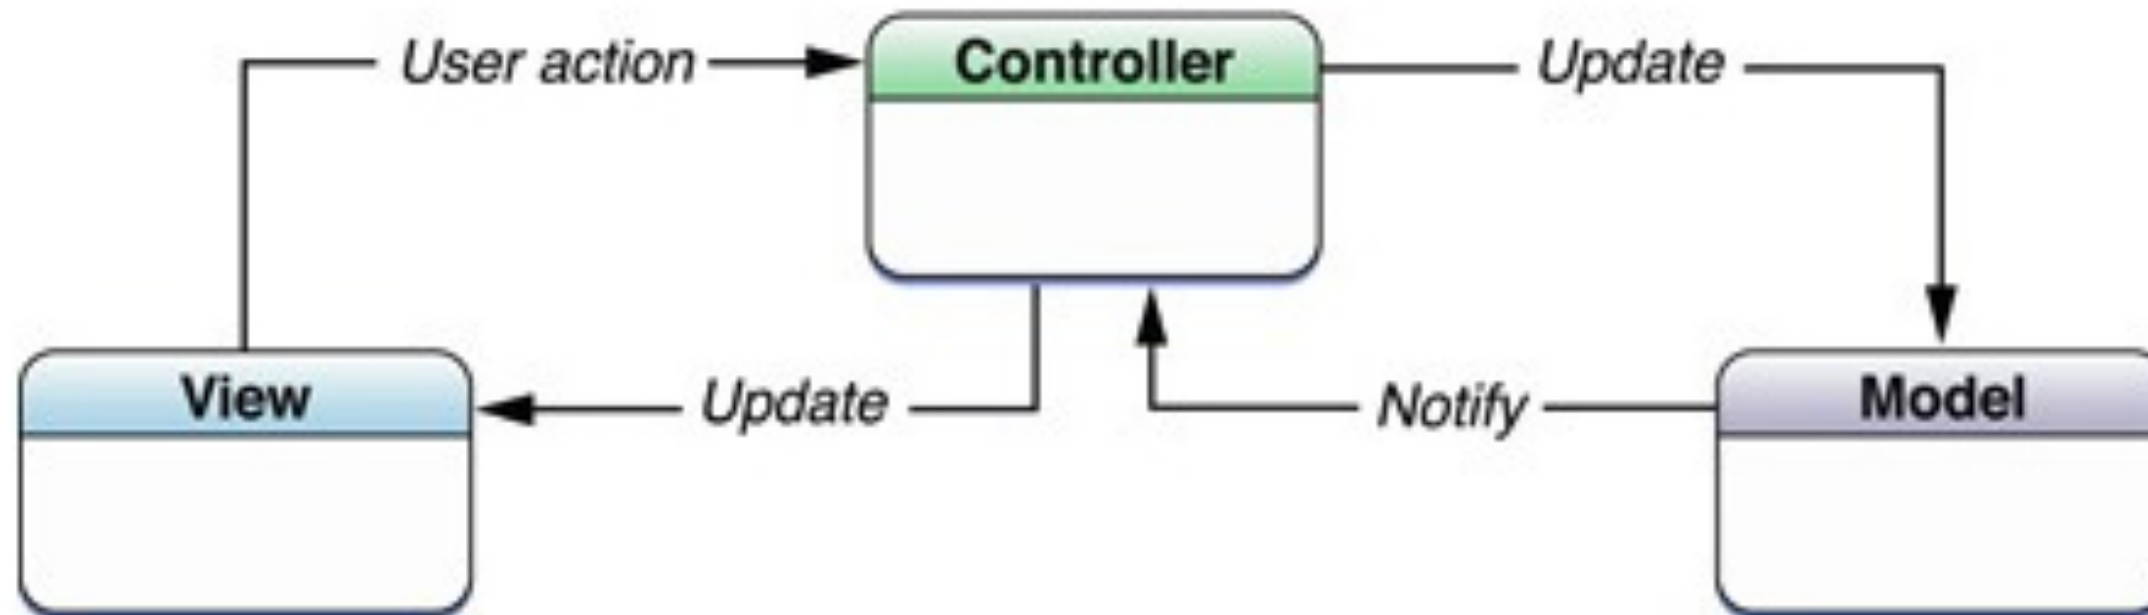 User action
Controller
Update
View
Update
Notify
Model